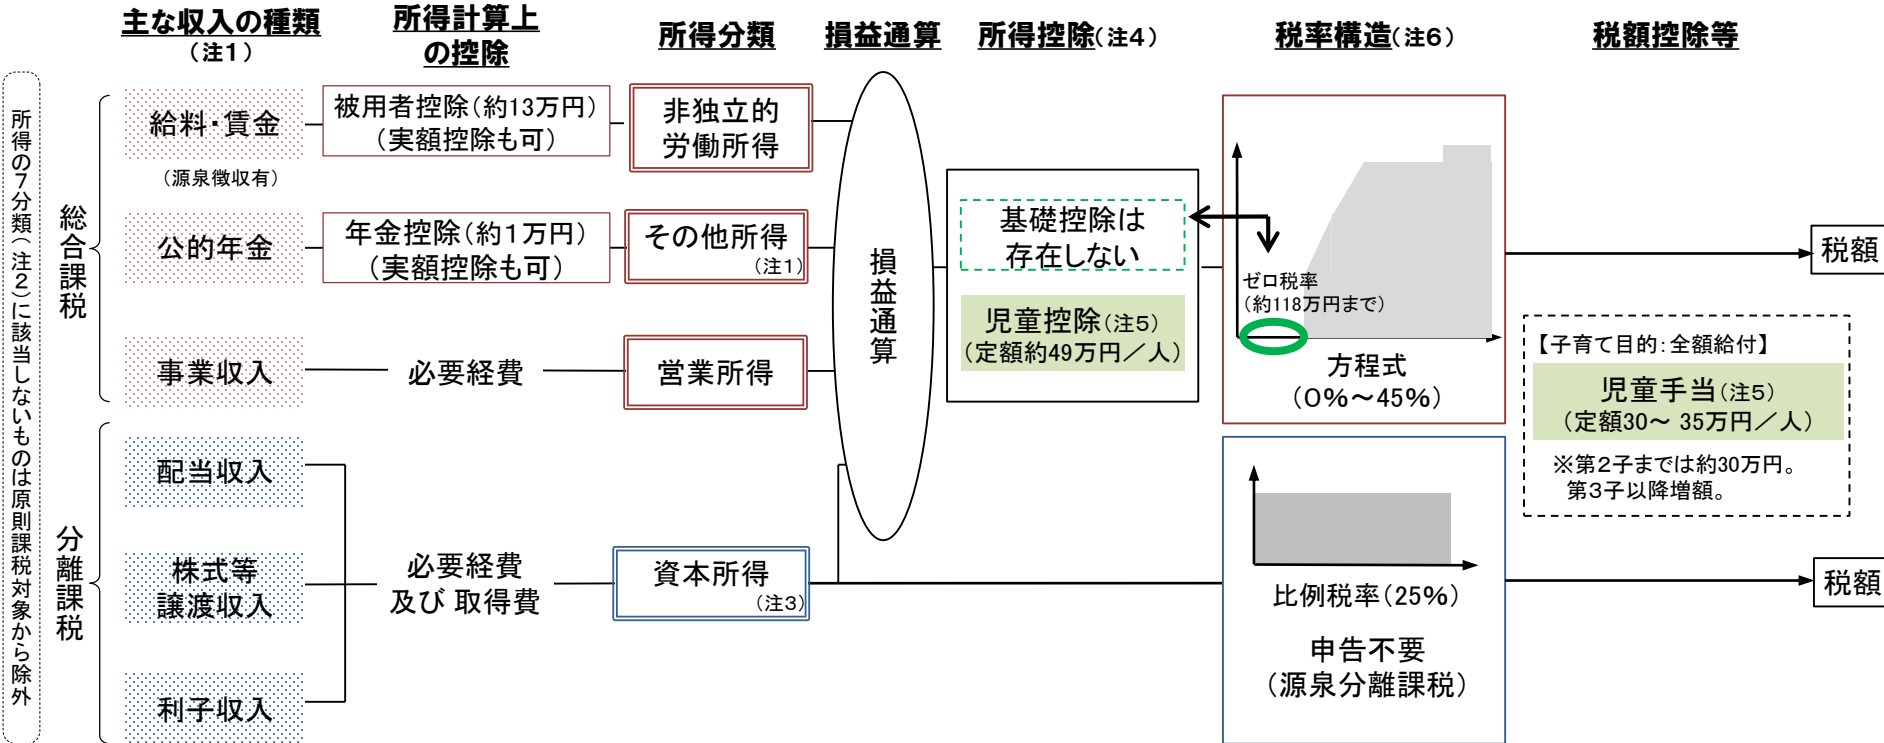 主な収入の種類
（注１）
所得計算上
の控除
所得分類
損益通算
所得控除（注４）
税率構造（注６）
税額控除等
所得の７分類（注２）に該当しないものは原則課税対象から除外
総合課税
給料・賃金
（源泉徴収有）
被用者控除（約13万円）
（実額控除も可）
非独立的
労働所得
公的年金
年金控除（約１万円）
（実額控除も可）
その他所得
（注１）
事業収入
必要経費
営業所得
損益通算
基礎控除は
存在しない
児童控除（注５）
（定額約49万円／人）
ゼロ税率
（約118万円まで）
方程式
（０％～45％）
税額
【子育て目的：全額給付】
児童手当（注５）
（定額30～ 35万円／人）
※第２子までは約30万円。
第３子以降増額。
分離課税
配当収入
株式等
譲渡収入
利子収入
必要経費
及び 取得費
資本所得
（注３）
比例税率（25％）
申告不要
（源泉分離課税）
税額